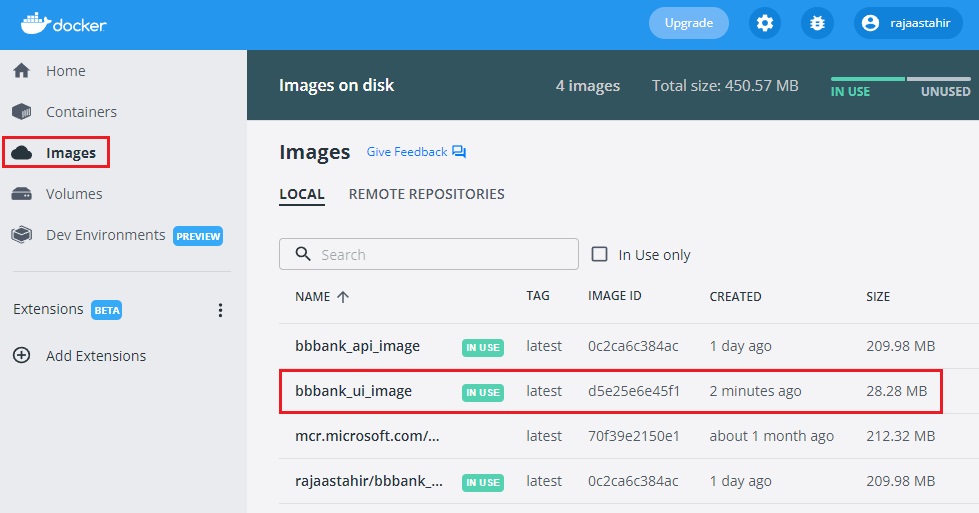 docker
Upgrade
rajaastahir
Home
Containers
Images
Volumes
Dev Environments PREVIEW
Extensions BETA
Add Extensions
Images on disk 4 images Total size: 450.57 MB IN USE UNUSED
Images Give Feedback
LOCAL REMOTE REPOSITORIES
Search In Use only
NAME TAG IMAGE ID CREATED SIZE
bbbank_api_image IN USE latest 0c2ca6c384ac 1 day ago 209.98 MB
bbbank_ui_image IN USE latest d5e25e6e45f1 2 minutes ago 28.28 MB
mcr.microsoft.com/... latest 70f39e2150e1 about 1 month ago 212.32 MB
rajaastahir/bbbank_... IN USE latest 0c2ca6c384ac 1 day ago 209.98 MB